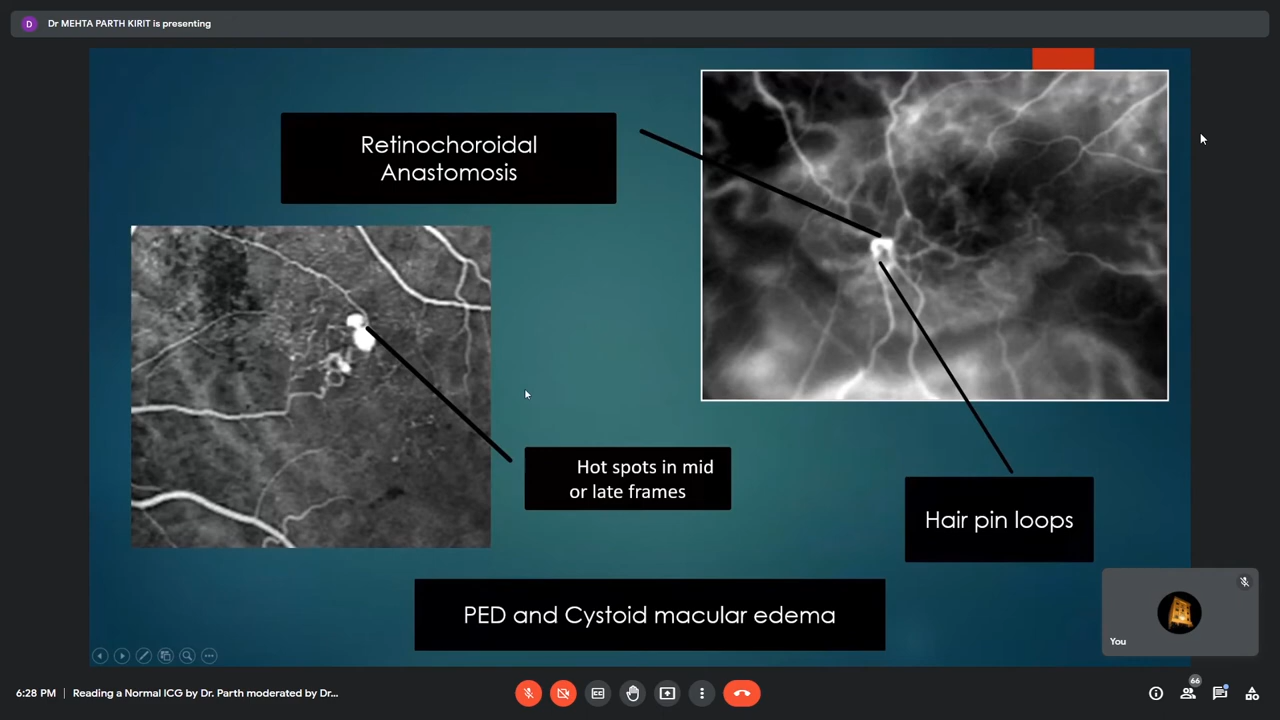 D Dr MEHTA PARTH KIRIT is presenting
Retinochoroidal
Anastomosis
Hot spots in mid
or late frames
Hair pin loops
PED and Cystoid macular edema
You
6:28 PM | Reading a Normal ICG by Dr. Parth moderated by Dr...
CC
66